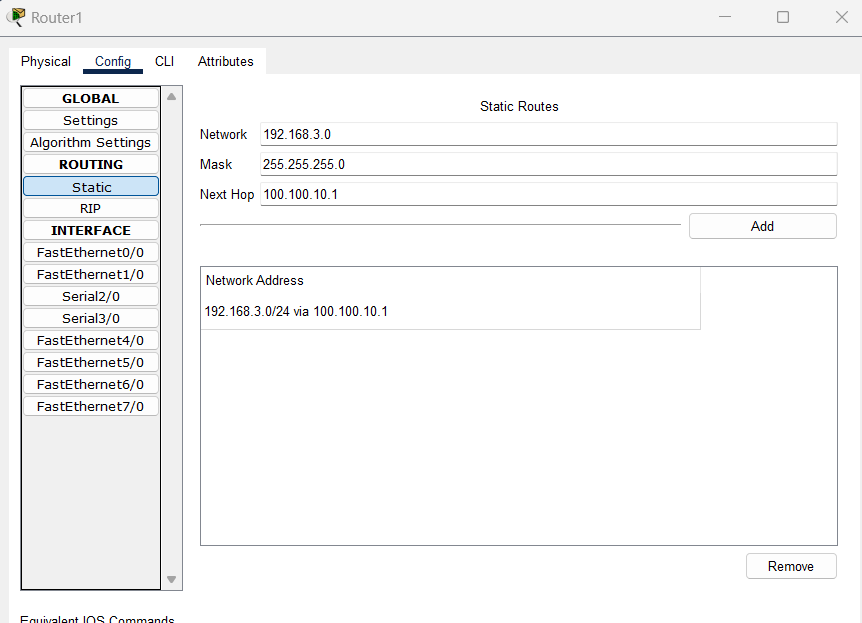 Router1
Physical Config CLI Attributes
GLOBAL
Settings
Algorithm Settings
ROUTING
Static
RIP
INTERFACE
FastEthernet0/0
FastEthernet1/0
Serial2/0
Serial3/0
FastEthernet4/0
FastEthernet5/0
FastEthernet6/0
FastEthernet7/0
Static Routes
Network 192.168.3.0
Mask 255.255.255.0
Next Hop 100.100.10.1
Add
Network Address
192.168.3.0/24 via 100.100.10.1
Remove
Equivalent IOS Commands